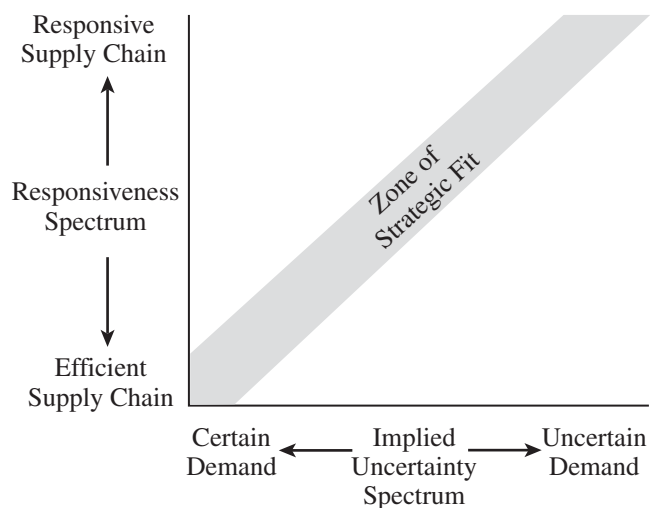 Responsive
Supply Chain
Responsiveness
Spectrum
Efficient
Supply Chain
Zone of
Strategic Fit
Certain
Demand
Implied
Uncertainty
Spectrum
Uncertain
Demand